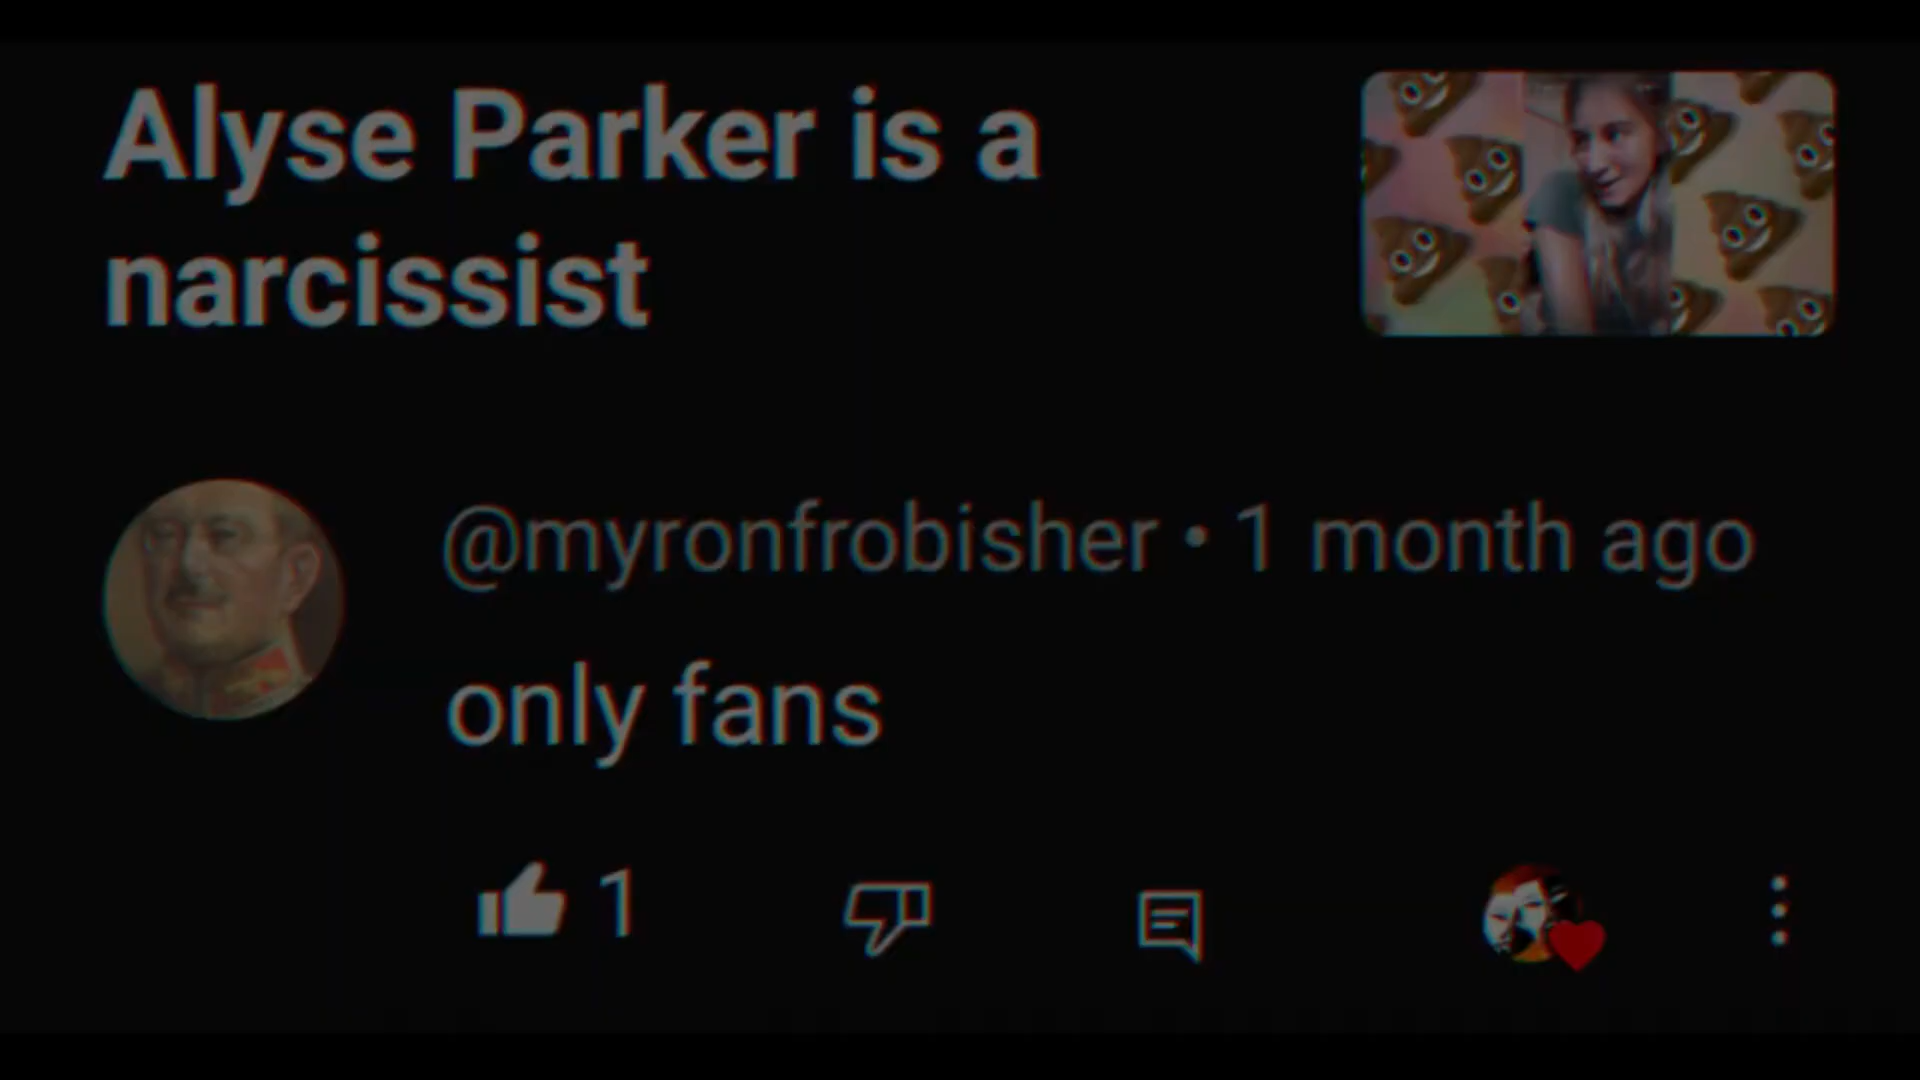 Alyse Parker is a
narcissist
@myronfrobisher • 1 month ago
only fans
1